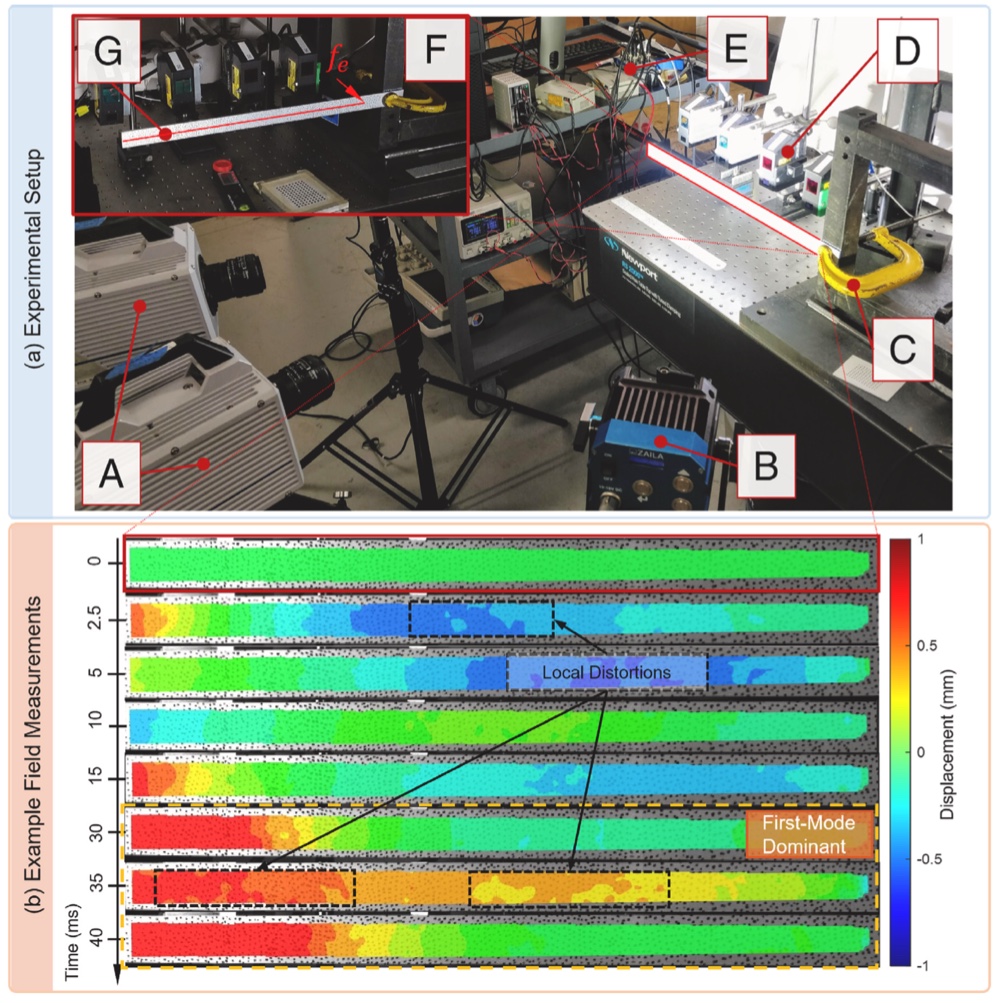 (a) Experimental Setup
G
f_e
F
E
D
A
B
C
Newport
ZAILA
(b) Example Field Measurements
Time (ms)
0
2.5
5
10
15
30
35
40
Local Distortions
First-Mode
Dominant
1
0.5
0
-0.5
-1
Displacement (mm)